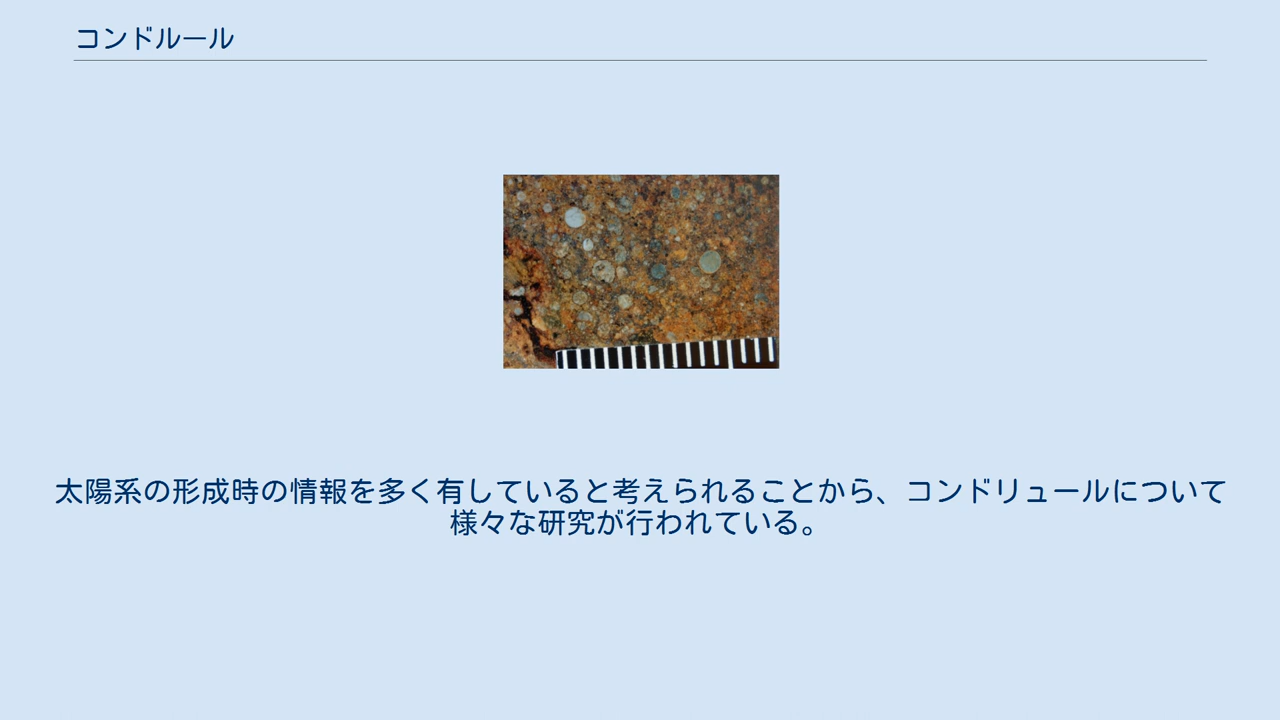 コンドルール
太陽系の形成時の情報を多く有していると考えられることから、コンドリュールについて
様々な研究が行われている。